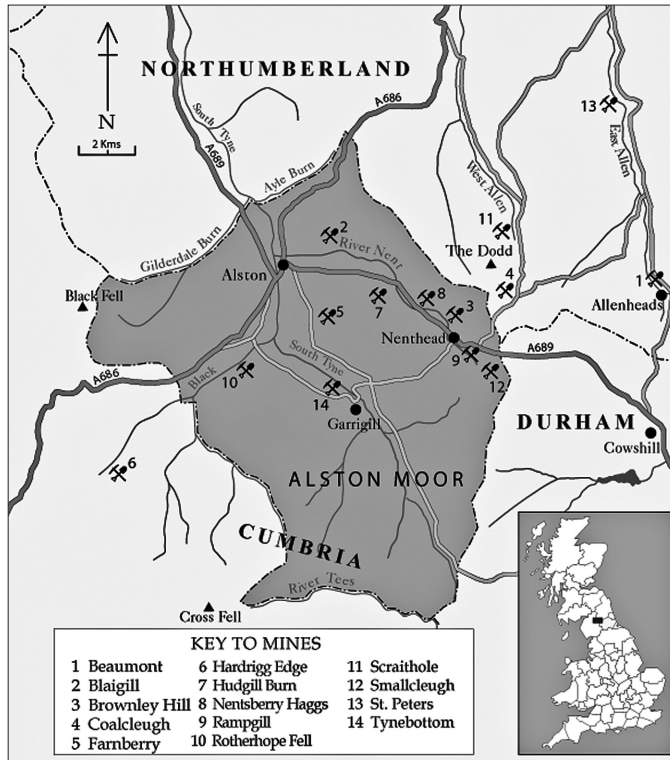 NORTHUMBERLAND
A686
13
South Tyne
East Allen
N
2 Kms
A689
Ayle Burn
West Allen
2
11
River Nent
Gilderdale Burn
The Dodd
Alston
4
1
Black Fell
8
7
3
Allenheads
5
Nenthead
A689
South Tyne
9
A686
Black
10
12
14
Garrigill
DURHAM
Cowshill
6
ALSTON MOOR
CUMBRIA
River Tees
Cross Fell
KEY TO MINES
1 Beaumont
2 Blaigill
3 Brownley Hill
4 Coalcleugh
5 Farnberry
6 Hardrigg Edge
7 Hudgill Burn
8 Nentsberry Haggs
9 Rampgill
10 Rotherhope Fell
11 Scraithole
12 Smallcleugh
13 St. Peters
14 Tynebottom